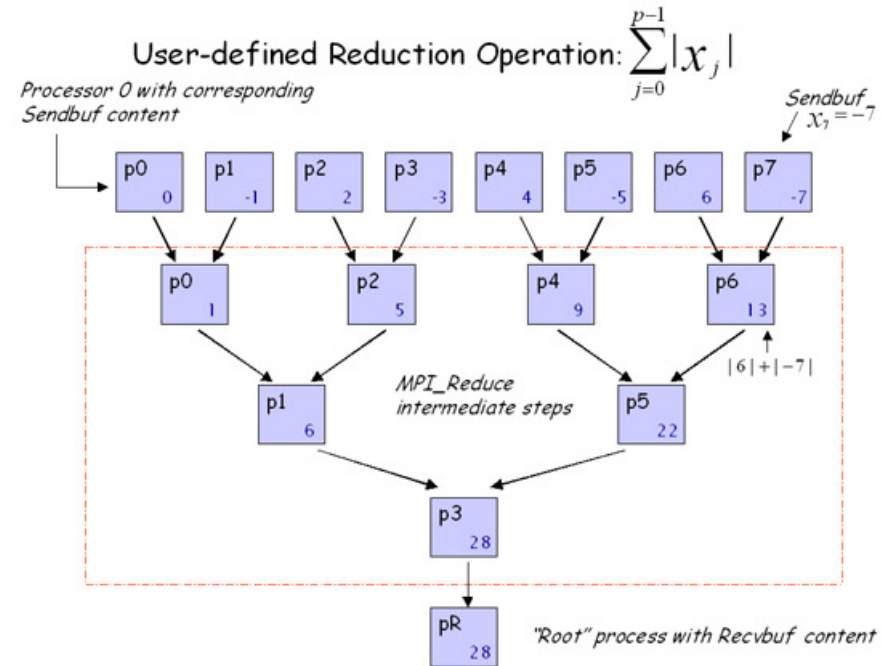 User-defined Reduction Operation: \sum_{j=0}^{p-1} |x_j|
Processor 0 with corresponding
Sendbuf content
Sendbuf
x_7 = -7
p0 p1 p2 p3 p4 p5 p6 p7
0 -1 2 -3 4 -5 6 -7
p0 p2 p4 p6
1 5 9 13
|6|+|-7|
MPI_Reduce
intermediate steps
p1 p5
6 22
p3
28
pR
28
"Root" process with Recvbuf content